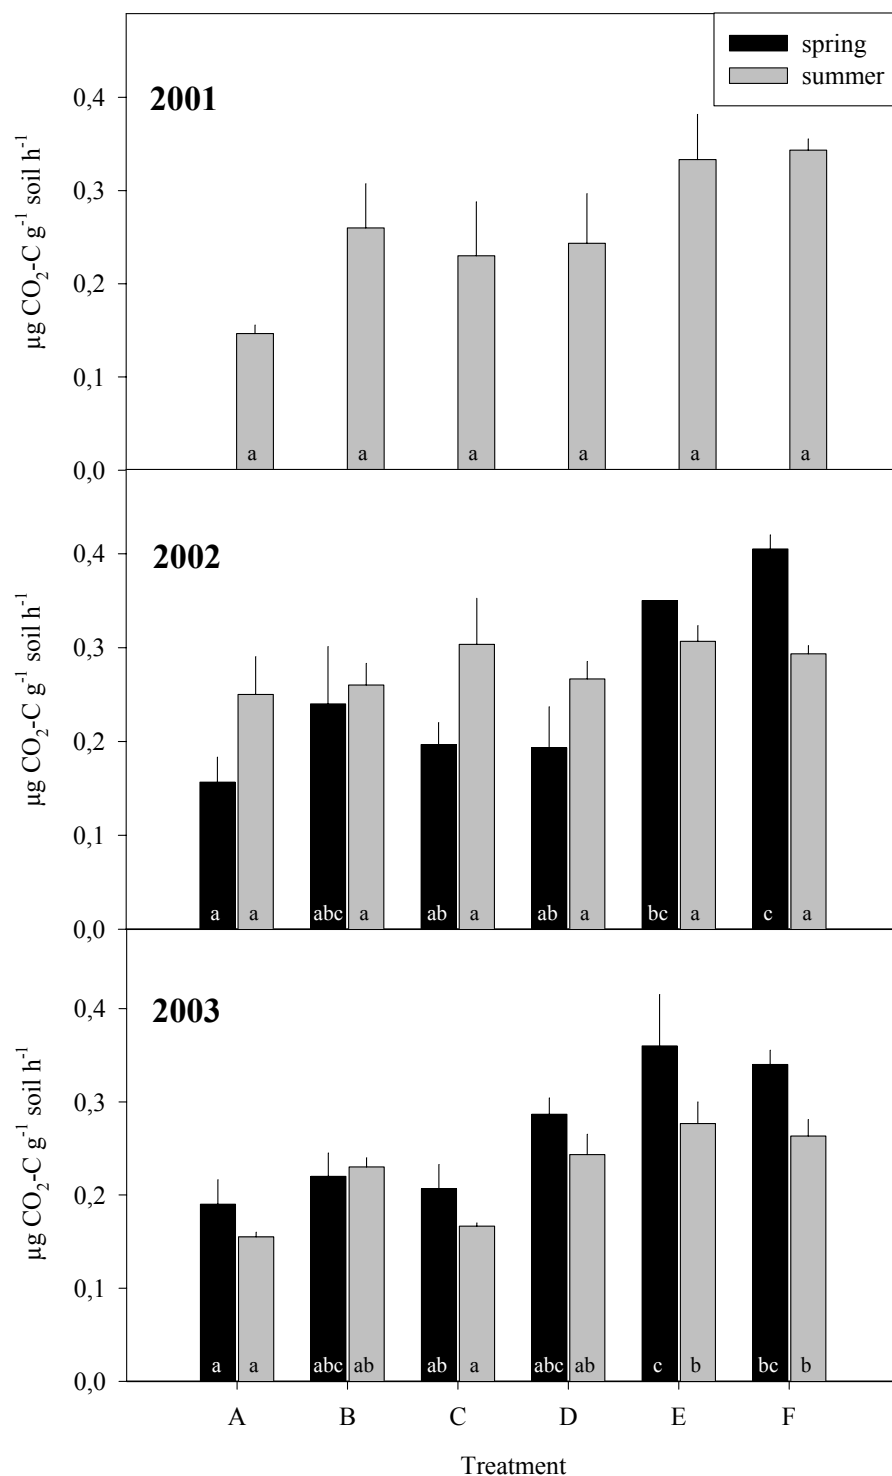 spring
summer
2001
µg CO₂-C g⁻¹ soil h⁻¹
0,4
0,3
0,2
0,1
0,0
a a a a a a
2002
µg CO₂-C g⁻¹ soil h⁻¹
0,4
0,3
0,2
0,1
0,0
a a abc a ab a ab a bc a c a
2003
µg CO₂-C g⁻¹ soil h⁻¹
0,4
0,3
0,2
0,1
0,0
a a abc ab ab a abc ab c b bc b
A B C D E F
Treatment